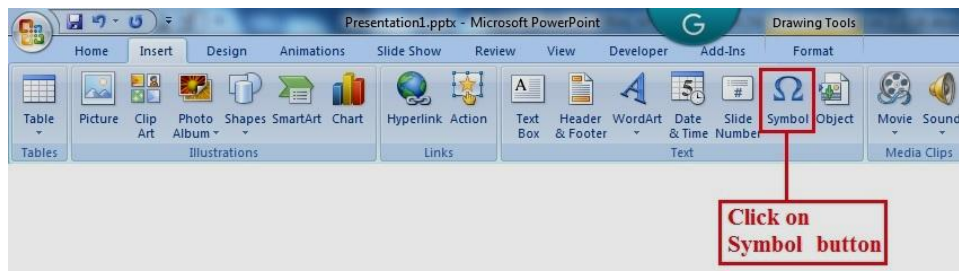 Presentation1.pptx - Microsoft PowerPoint
G
Drawing Tools
Home Insert Design Animations Slide Show Review View Developer Add-Ins Format
Table Picture Clip Art Photo Album Shapes SmartArt Chart Hyperlink Action Text Box Header & Footer WordArt Date & Time Slide Number Symbol Object Movie Sound
5
#
A
Ω
Tables Illustrations Links Text Media Clips
Click on
Symbol button